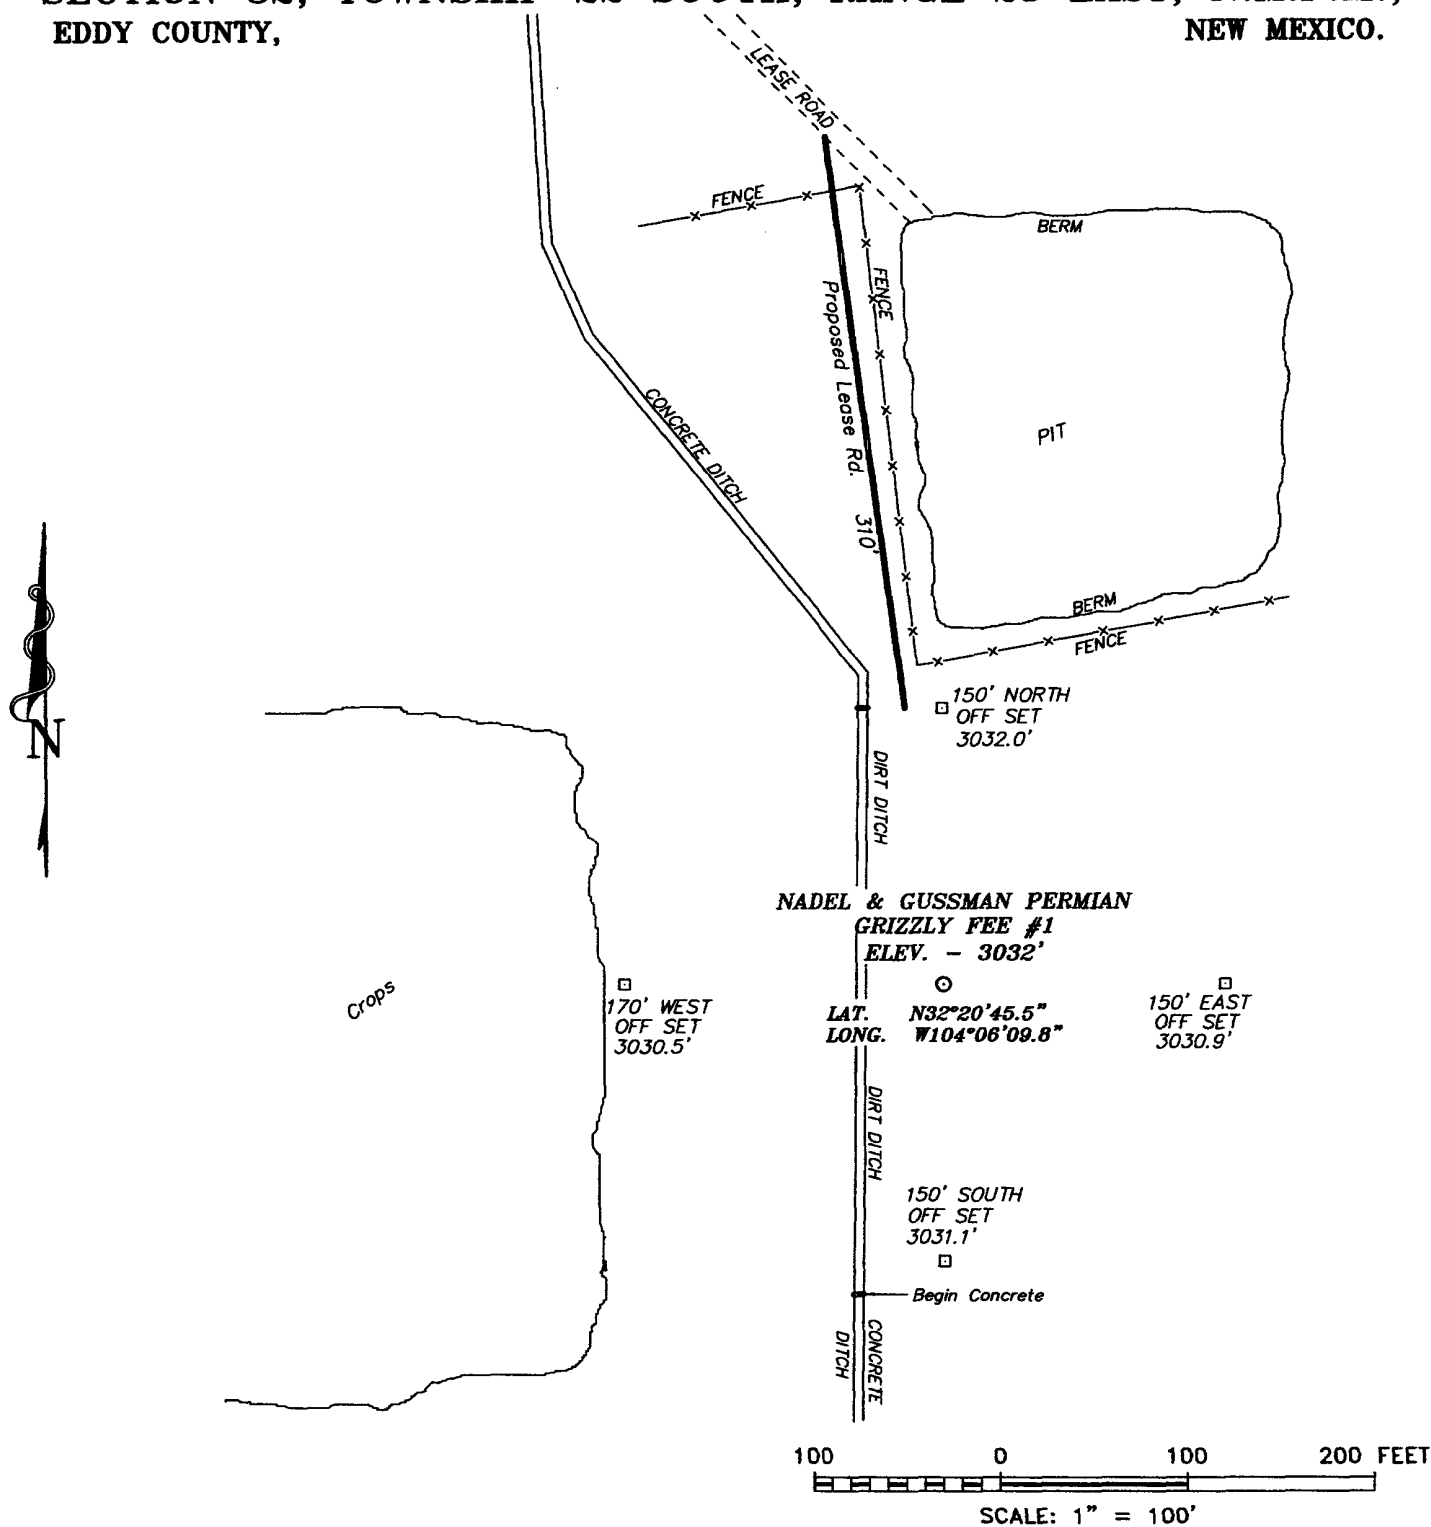 EDDY COUNTY, NEW MEXICO.
LEASE ROAD
FENCE
BERM
FENCE
Proposed Lease Rd. 310'
PIT
CONCRETE DITCH
BERM
FENCE
N
150' NORTH
OFF SET
3032.0'
DIRT DITCH
NADEL & GUSSMAN PERMIAN
GRIZZLY FEE #1
ELEV. - 3032'
Crops
170' WEST
OFF SET
3030.5'
LAT. N32°20'45.5"
LONG. W104°06'09.8"
150' EAST
OFF SET
3030.9'
DIRT DITCH
150' SOUTH
OFF SET
3031.1'
Begin Concrete
CONCRETE
DITCH
100 0 100 200 FEET
SCALE: 1" = 100'